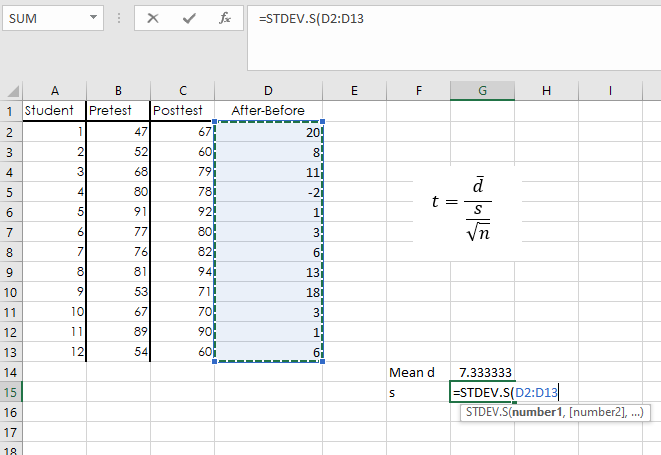 SUM fx =STDEV.S(D2:D13
A B C D E F G H I
1 Student Pretest Posttest After-Before
2 1 47 67 20
3 2 52 60 8
4 3 68 79 11
5 4 80 78 -2
6 5 91 92 1
7 6 77 80 3
8 7 76 82 6
9 8 81 94 13
10 9 53 71 18
11 10 67 70 3
12 11 89 90 1
13 12 54 60 6
t = d̄ / (s / √n)
14 Mean d 7.333333
15 s =STDEV.S(D2:D13
16 STDEV.S(number1, [number2], ...)
17
18